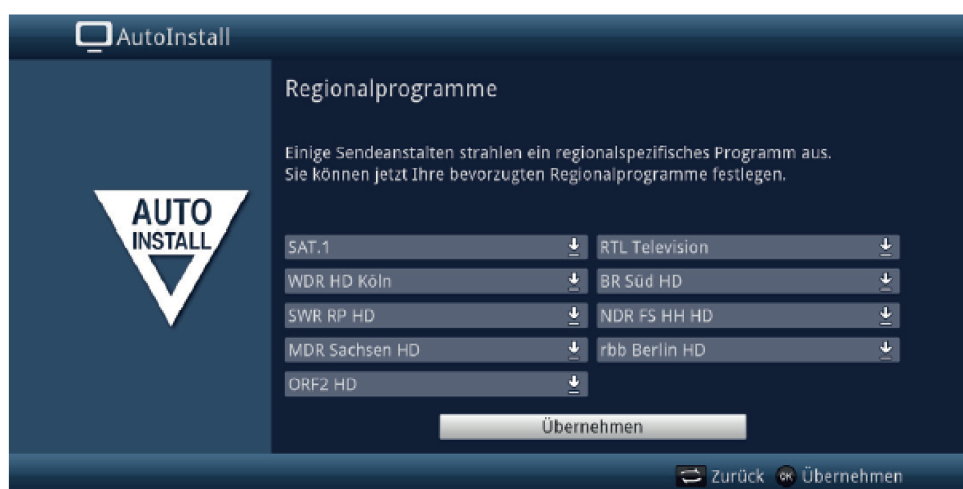 AutoInstall
Regionalprogramme
Einige Sendeanstalten strahlen ein regionalspezifisches Programm aus.
Sie können jetzt Ihre bevorzugten Regionalprogramme festlegen.
AUTO
INSTALL
SAT.1
RTL Television
WDR HD Köln
BR Süd HD
SWR RP HD
NDR FS HH HD
MDR Sachsen HD
rbb Berlin HD
ORF2 HD
Übernehmen
Zurück OK Übernehmen